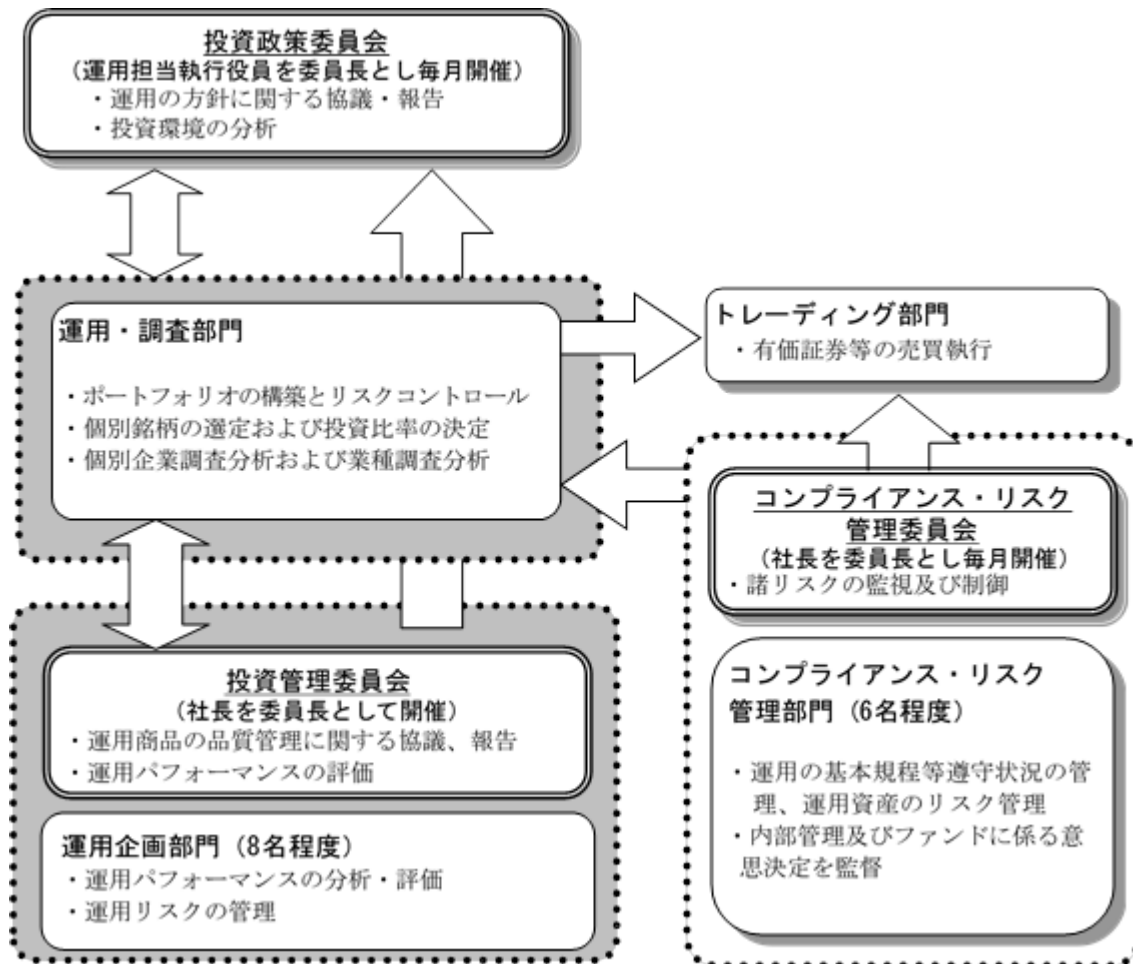 投資政策委員会
（運用担当執行役員を委員長とし毎月開催）
・運用の方針に関する協議・報告
・投資環境の分析
運用・調査部門
・ポートフォリオの構築とリスクコントロール
・個別銘柄の選定および投資比率の決定
・個別企業調査分析および業種調査分析
トレーディング部門
・有価証券等の売買執行
コンプライアンス・リスク
管理委員会
（社長を委員長とし毎月開催）
・諸リスクの監視及び制御
コンプライアンス・リスク
管理部門（6名程度）
・運用の基本規程等遵守状況の管
理、運用資産のリスク管理
・内部管理及びファンドに係る意
思決定を監督
投資管理委員会
（社長を委員長として開催）
・運用商品の品質管理に関する協議、報告
・運用パフォーマンスの評価
運用企画部門（8名程度）
・運用パフォーマンスの分析・評価
・運用リスクの管理